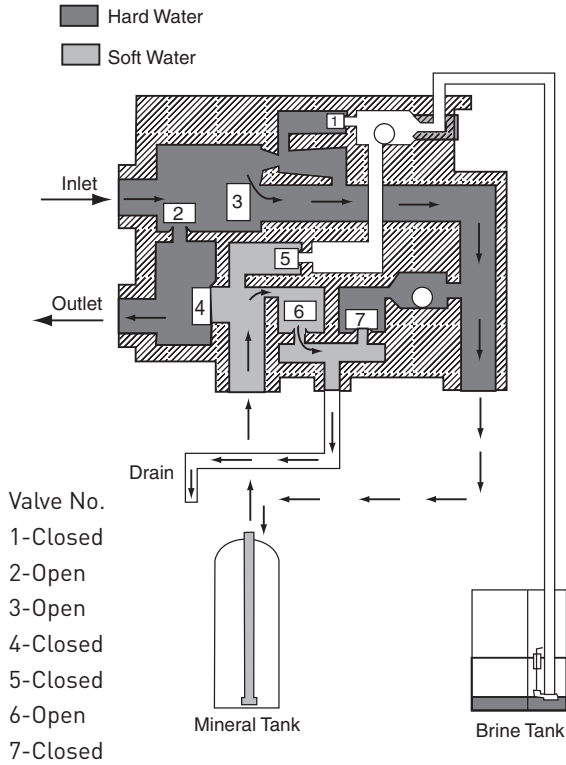 Hard Water
Soft Water
1
Inlet
2
3
5
Outlet
4
6
7
Drain
Valve No.
1-Closed
2-Open
3-Open
4-Closed
5-Closed
6-Open
7-Closed
Mineral Tank
Brine Tank